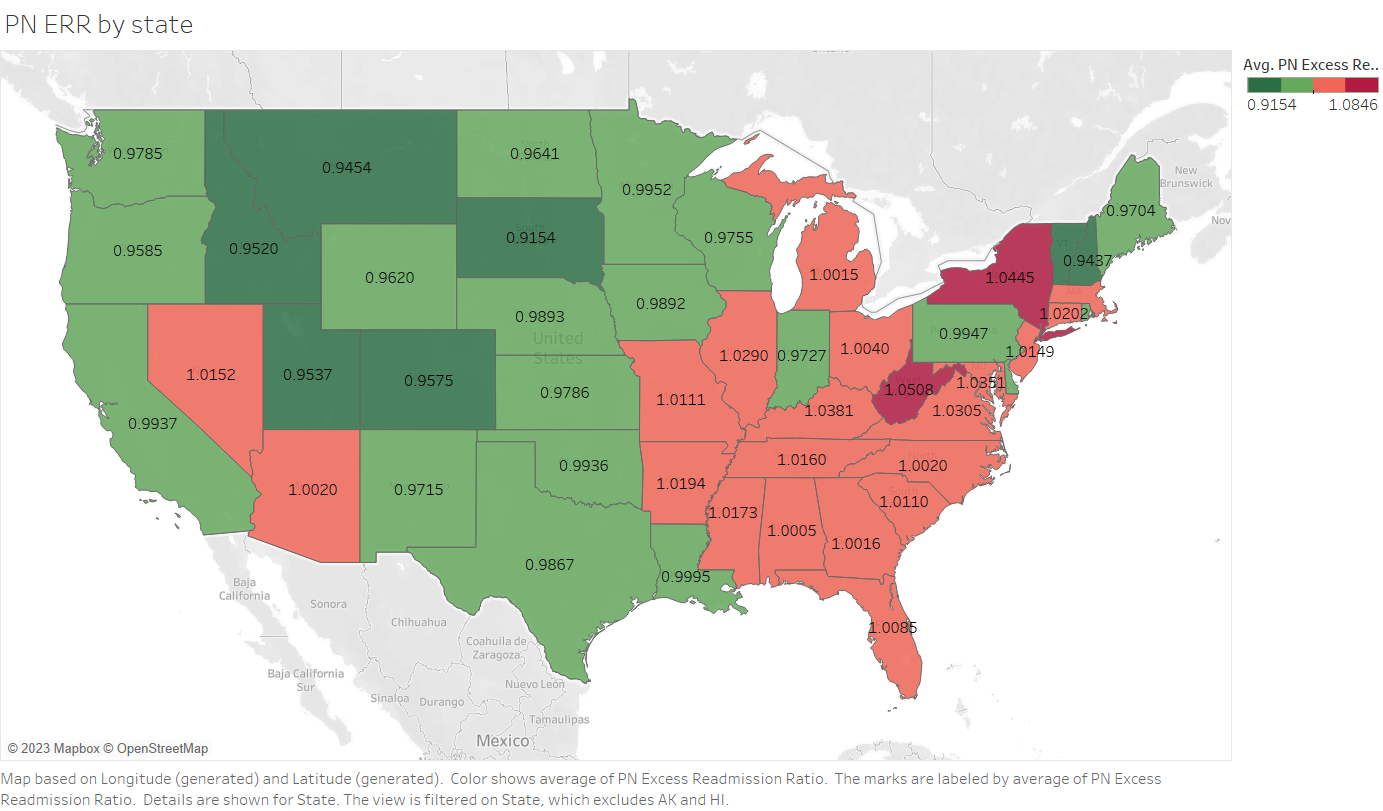 PN ERR by state
Avg. PN Excess Re..
0.9154 1.0846
Ontario
0.9785
0.9454
0.9641
0.9952
0.9704
New
Brunswick
Nov
0.9585
0.9520
0.9154
0.9755
VT
0.9437
0.9620
1.0015
1.0445
MA
0.9893
0.9892
1.0202
United
States
0.9947
1.0149
1.0152
0.9537
0.9575
0.9786
1.0290
0.9727
1.0040
1.0351
1.0508
0.9937
1.0111
1.0381
1.0305
1.0020
0.9715
0.9936
1.0194
1.0160
North
1.0020
1.0173
1.0005
1.0016
1.0110
0.9867
0.9995
1.0085
Baja
California
Sonora
Chihuahua
Coahuila de
Zaragoza
Baja California
Sur
Sinaloa
Durango
Nuevo León
Tamaulipas
Mexico
© 2023 Mapbox © OpenStreetMap
Map based on Longitude (generated) and Latitude (generated).  Color shows average of PN Excess Readmission Ratio.  The marks are labeled by average of PN Excess
Readmission Ratio.  Details are shown for State. The view is filtered on State, which excludes AK and HI.